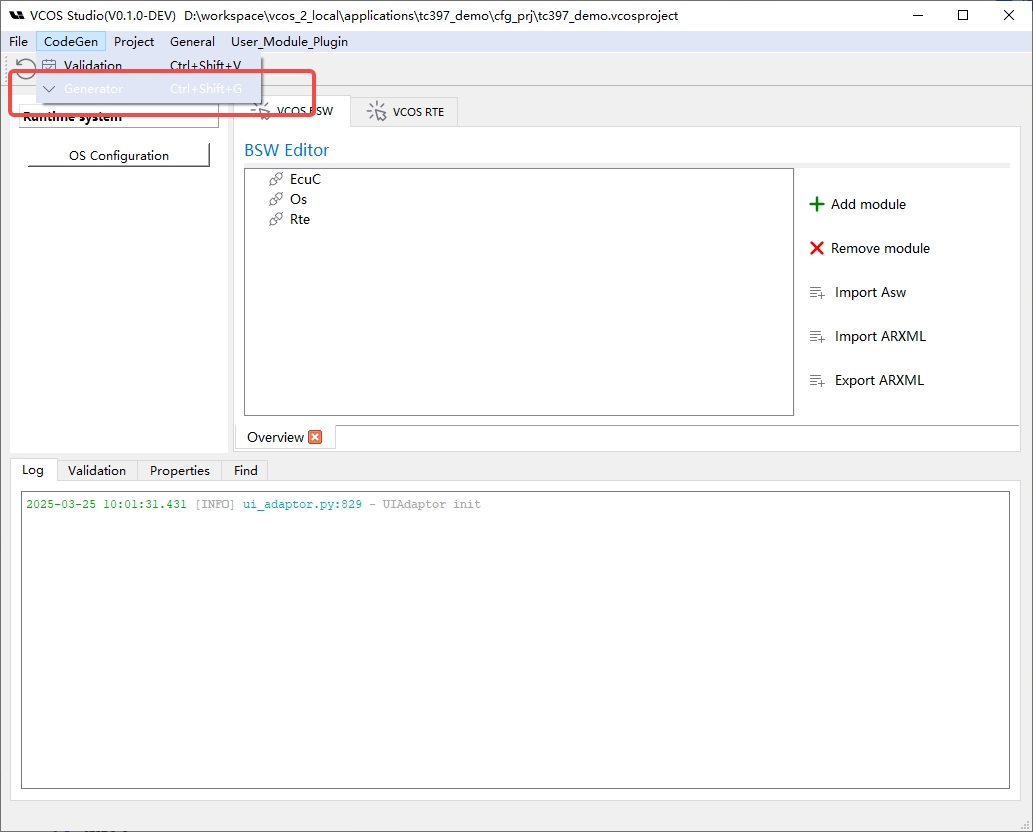 VCOS Studio(V0.1.0-DEV) D:\workspace\vcos_2_local\applications\tc397_demo\cfg_prj\tc397_demo.vcosproject
File CodeGen Project General User_Module_Plugin
Validation Ctrl+Shift+V
Generator Ctrl+Shift+G
Runtime system
VCOS BSW VCOS RTE
OS Configuration
BSW Editor
EcuC
Os
Rte
Add module
Remove module
Import Asw
Import ARXML
Export ARXML
Overview
Log Validation Properties Find
2025-03-25 10:01:31.431 [INFO] ui_adaptor.py:829 - UIAdaptor init